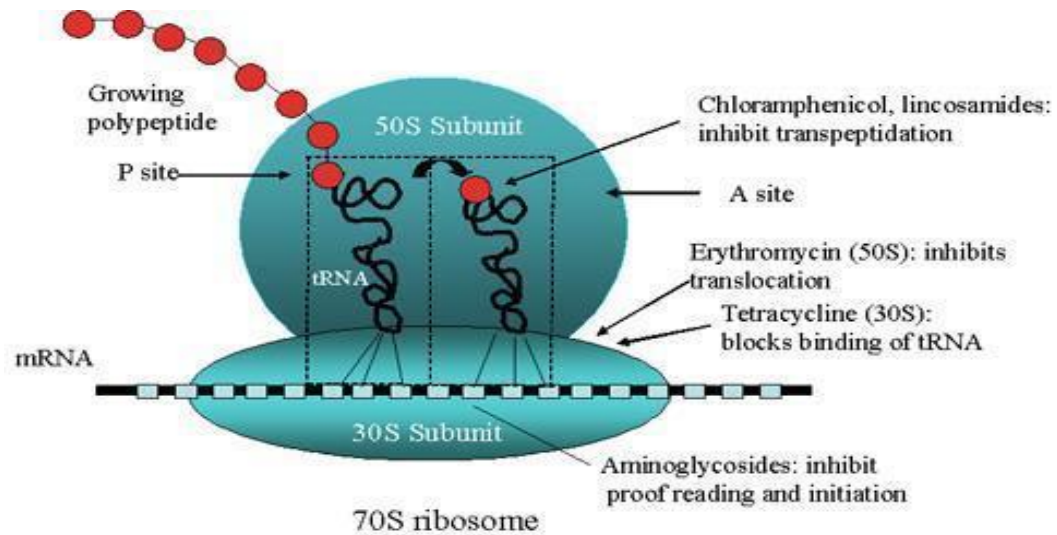 Growing
polypeptide
50S Subunit
Chloramphenicol, lincosamides:
inhibit transpeptidation
P site
A site
tRNA
Erythromycin (50S): inhibits
translocation
Tetracycline (30S):
blocks binding of tRNA
mRNA
30S Subunit
Aminoglycosides: inhibit
proof reading and initiation
70S ribosome